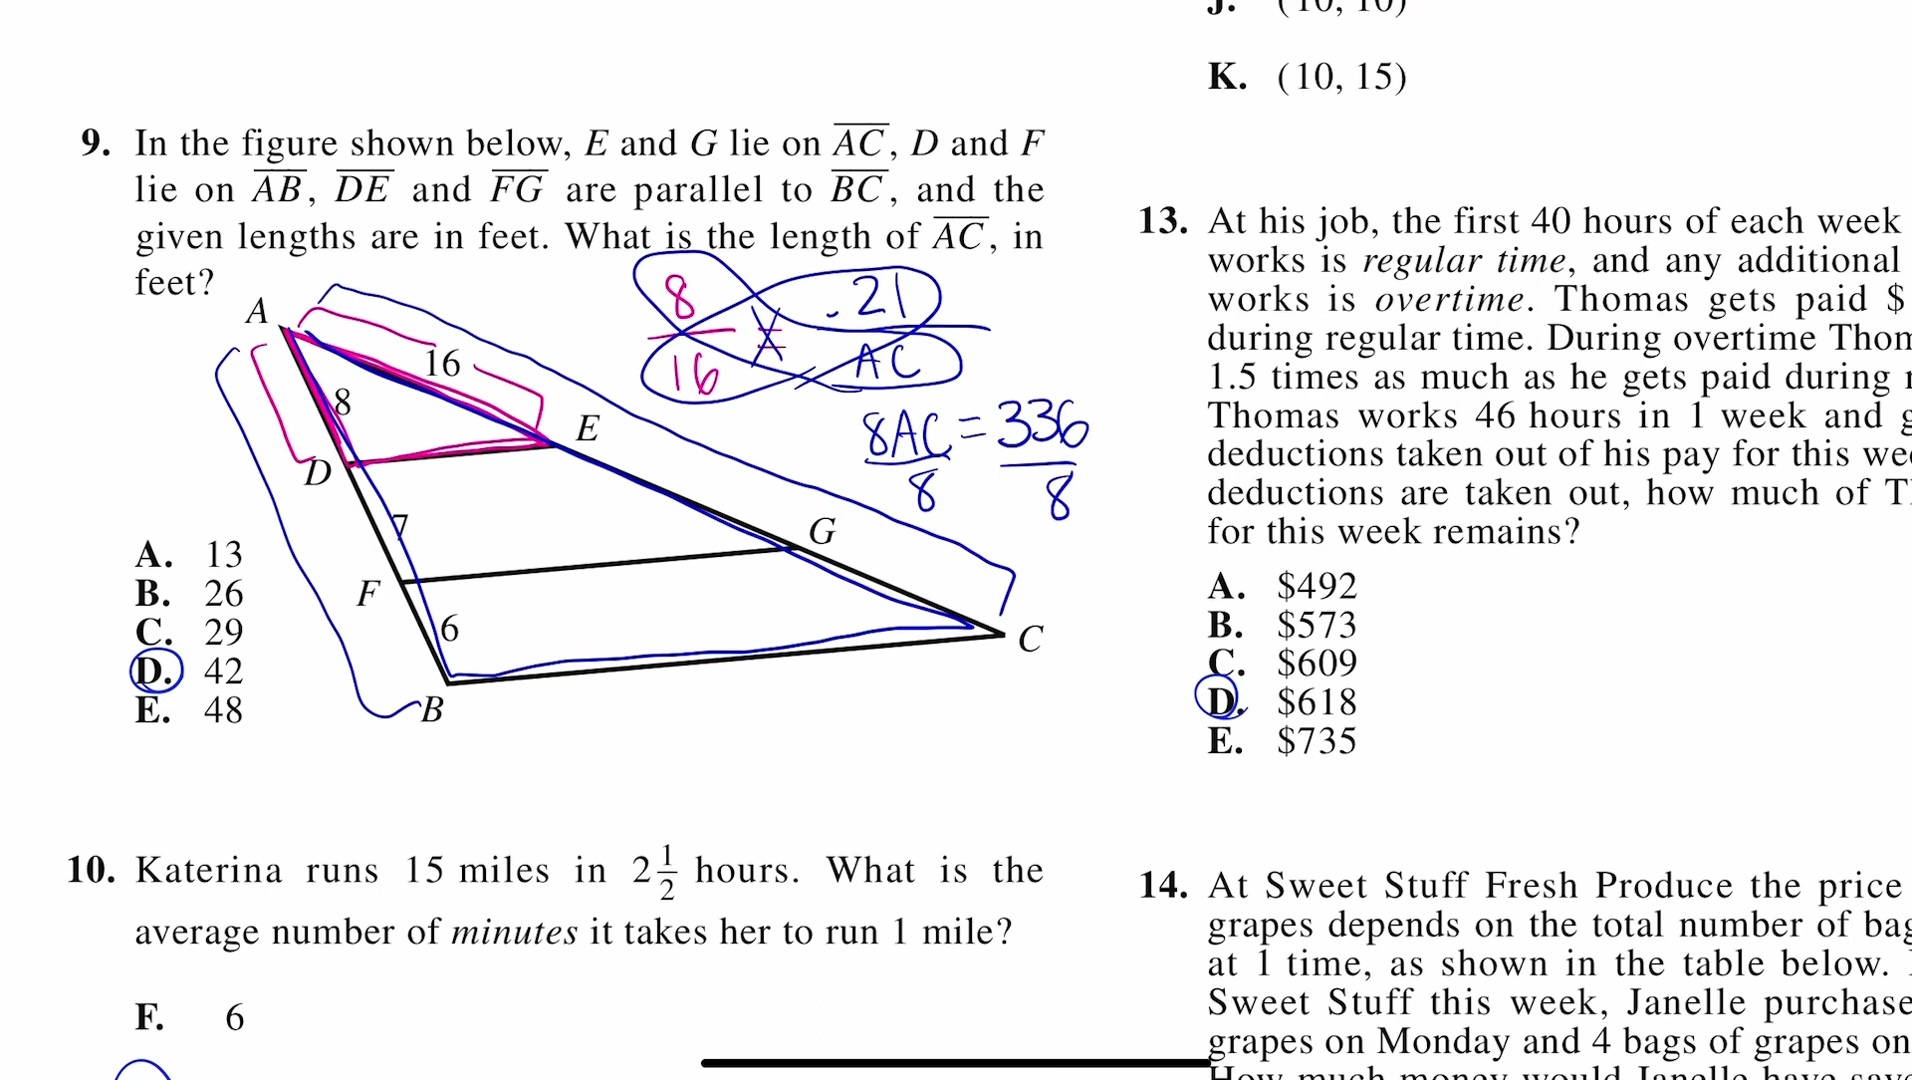 J. (10, 10)
K. (10, 15)
9. In the figure shown below, E and G lie on AC, D and F
lie on AB, DE and FG are parallel to BC, and the
given lengths are in feet. What is the length of AC, in
feet?
A
16
8
E
D
7
G
F
6
C
B
8 .21
16 AC
8AC = 336
8 8
A. 13
B. 26
C. 29
D. 42
E. 48
10. Katerina runs 15 miles in 2 1/2 hours. What is the
average number of minutes it takes her to run 1 mile?
F. 6
13. At his job, the first 40 hours of each week
works is regular time, and any additional
works is overtime. Thomas gets paid $
during regular time. During overtime Thom
1.5 times as much as he gets paid during
Thomas works 46 hours in 1 week and
deductions taken out of his pay for this we
deductions are taken out, how much of T
for this week remains?
A. $492
B. $573
C. $609
D. $618
E. $735
14. At Sweet Stuff Fresh Produce the price
grapes depends on the total number of bag
at 1 time, as shown in the table below.
Sweet Stuff this week, Janelle purchase
grapes on Monday and 4 bags of grapes on
How much money would Janelle have save